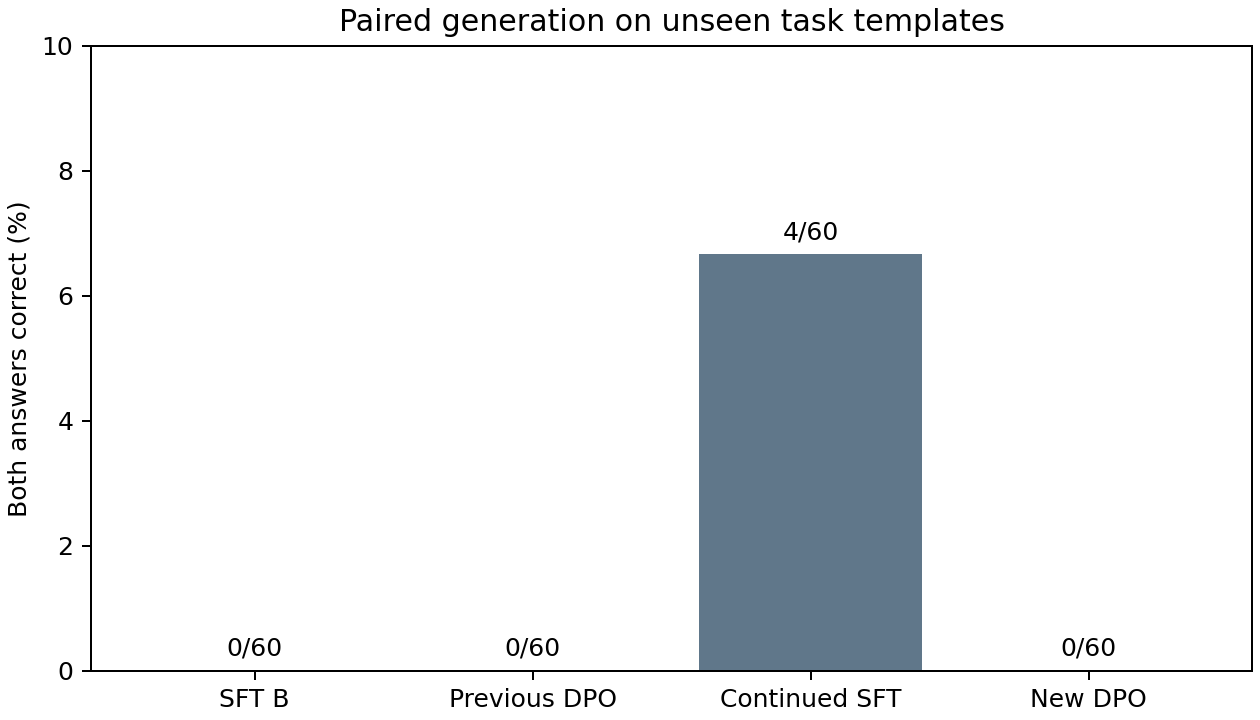 Paired generation on unseen task templates
Both answers correct (%)
10
8
6
4
2
0
0/60
0/60
4/60
0/60
SFT B
Previous DPO
Continued SFT
New DPO